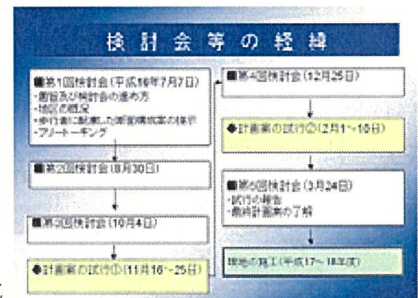 検討会等の経緯
■第1回検討会(平成16年7月7日)
・趣旨及び検討会の進め方
・地区の概況
・歩行者に配慮した断面構成案の提示
・フリートーキング
■第2回検討会(8月30日)
■第3回検討会(10月4日)
●計画案の試行①(11月16~25日)
■第4回検討会(12月25日)
●計画案の試行②(2月1~10日)
■第5回検討会(3月24日)
・試行の報告
・最終計画案の了解
現地の施工(平成17~18年度)